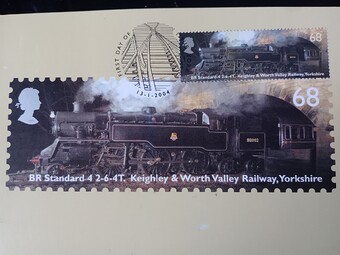 FIRST DAY OF
13-1-2004
68
BR Standard 4 2-6-4T. Keighley & Worth Valley Railway, Yorkshire
68
80002
BR Standard 4 2-6-4T. Keighley & Worth Valley Railway, Yorkshire